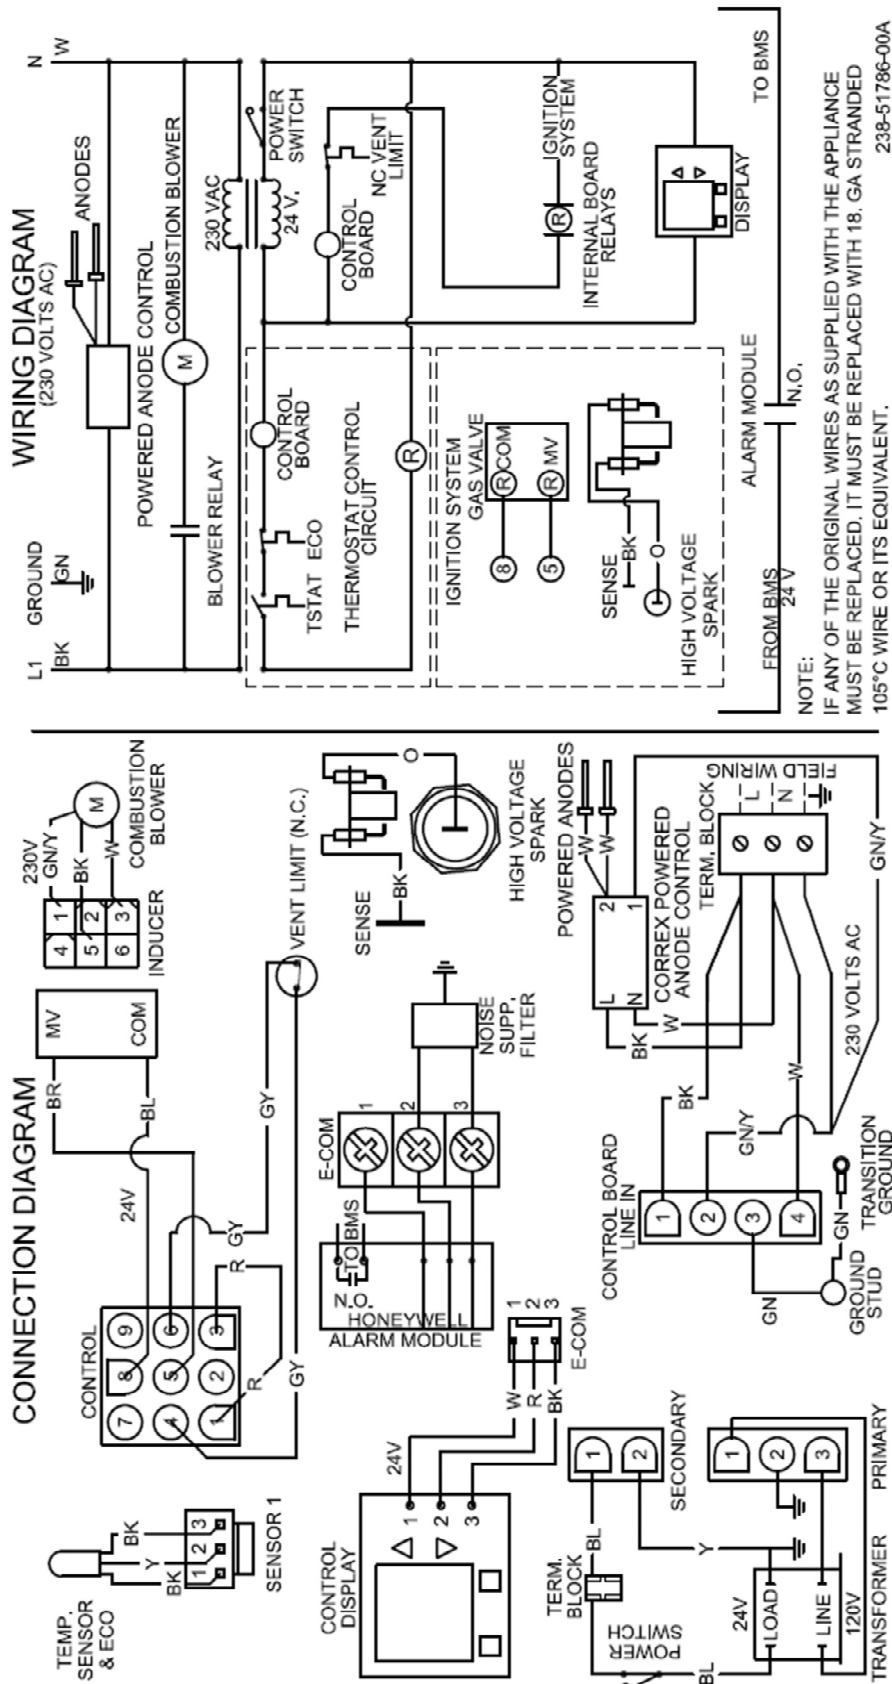 CONNECTION DIAGRAM
TEMP.
SENSOR
& ECO
BK
Y
BK
1 2 3
SENSOR 1
CONTROL
7 8 9
4 5 6
1 2 3
R
R
GY
GY
GY
24V
BR
BL
MV
COM
4 1
5 2
6 3
INDUCER
230V
GN/Y
BK
W
M
COMBUSTION
BLOWER
VENT LIMIT (N.C.)
CONTROL
DISPLAY
24V
1
2
3
W
R
BK
1
2
3
E-COM
N.O.
TO BMS
HONEYWELL
ALARM MODULE
E-COM
1
2
3
NOISE
SUPP.
FILTER
SENSE
BK
O
HIGH VOLTAGE
SPARK
POWER
SWITCH
TERM.
BLOCK
BL
BL
Y
1
2
SECONDARY
24V
LOAD
LINE
120V
TRANSFORMER
1
2
3
PRIMARY
CONTROL BOARD
LINE IN
1
2
3
4
GN
GN
GROUND
STUD
TRANSITION
GROUND
BK
GN/Y
W
230 VOLTS AC
BK
W
L
N
2
1
CORREX POWERED
ANODE CONTROL
POWERED ANODES
W
W
TERM. BLOCK
L
N
FIELD WIRING
GN/Y
WIRING DIAGRAM
(230 VOLTS AC)
L1
BK
GROUND
GN
N
W
ANODES
POWERED ANODE CONTROL
BLOWER RELAY
M
COMBUSTION BLOWER
230 VAC
24 V.
POWER
SWITCH
TSTAT
ECO
CONTROL
BOARD
THERMOSTAT CONTROL
CIRCUIT
R
CONTROL
BOARD
NC VENT
LIMIT
R
INTERNAL BOARD
RELAYS
IGNITION
SYSTEM
DISPLAY
IGNITION SYSTEM
GAS VALVE
8
R COM
5
R MV
SENSE
BK
O
HIGH VOLTAGE
SPARK
FROM BMS
24 V
ALARM MODULE
N.O.
TO BMS
NOTE:
IF ANY OF THE ORIGINAL WIRES AS SUPPLIED WITH THE APPLIANCE
MUST BE REPLACED, IT MUST BE REPLACED WITH 18. GA STRANDED
105°C WIRE OR ITS EQUIVALENT.
238-51786-00A